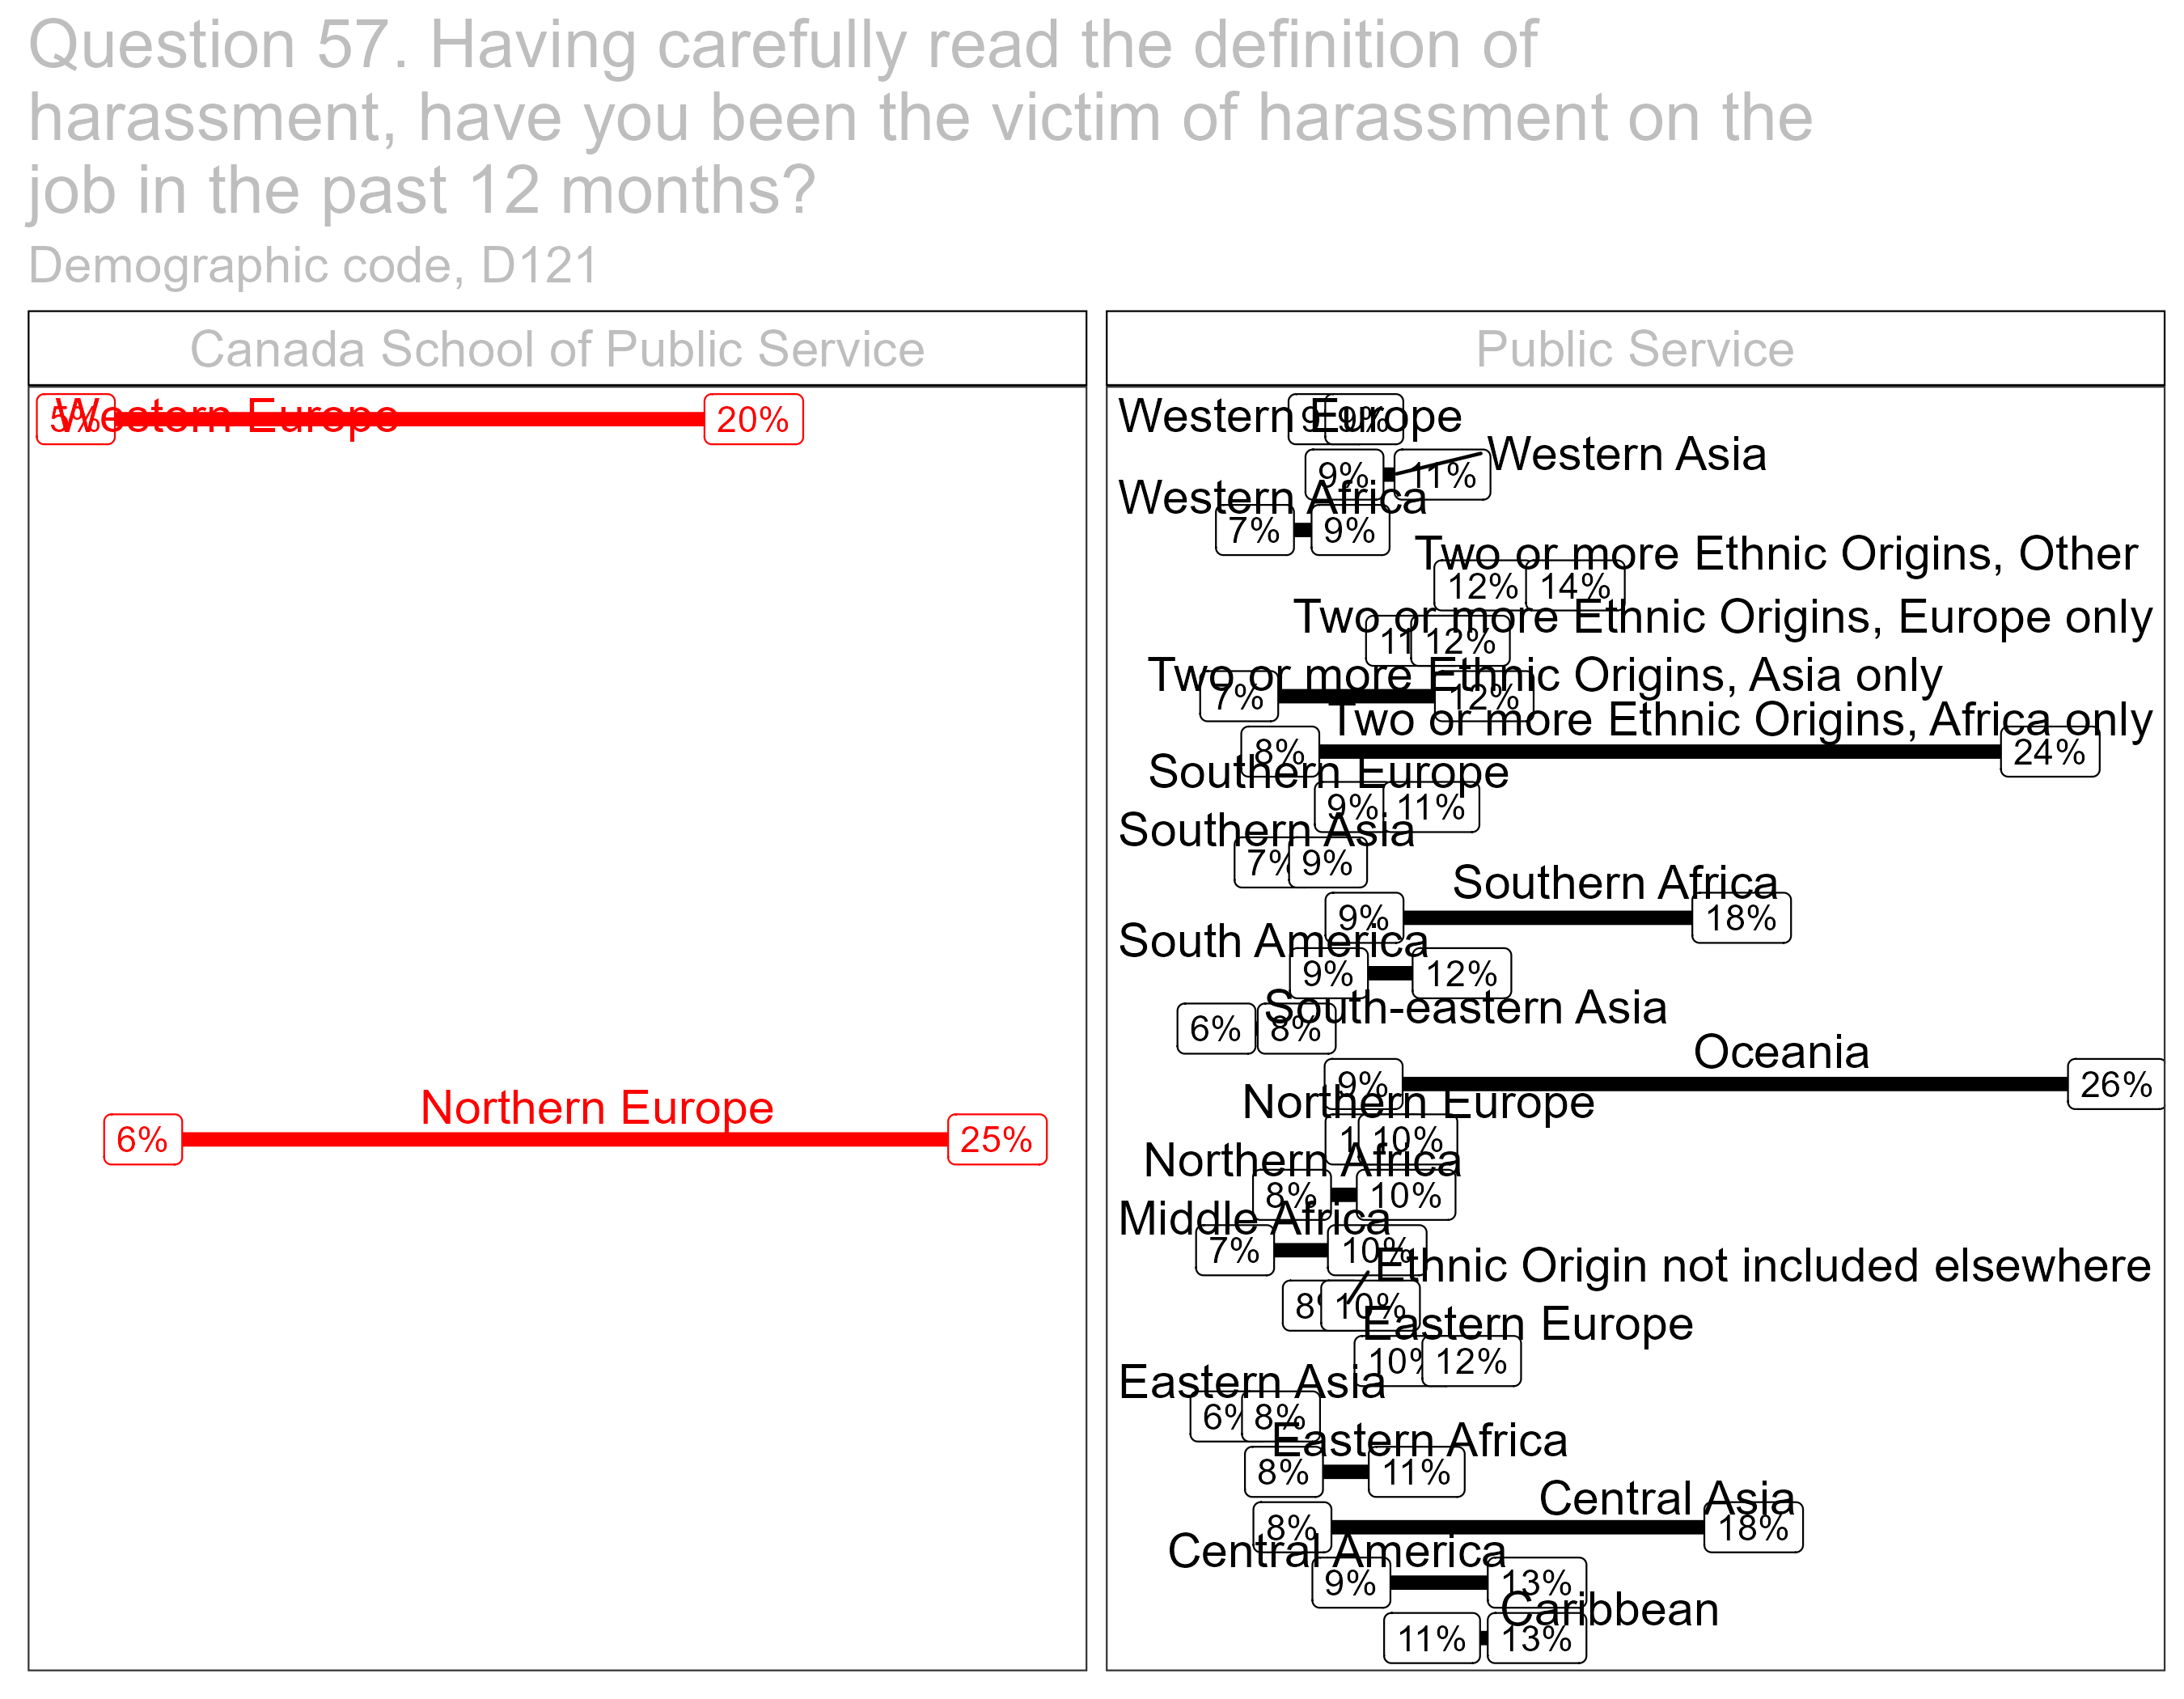 Question 57. Having carefully read the definition of
harassment, have you been the victim of harassment on the
job in the past 12 months?
Demographic code, D121
Canada School of Public Service
5% Western Europe 20%
Northern Europe
6% 25%
Public Service
Western Europe
9 9%
Western Asia
9% 11%
Western Africa
7% 9%
Two or more Ethnic Origins, Other
12% 14%
Two or more Ethnic Origins, Europe only
11 12%
Two or more Ethnic Origins, Asia only
7% 12%
Two or more Ethnic Origins, Africa only
8% 24%
Southern Europe
9% 11%
Southern Asia
7% 9%
Southern Africa
9% 18%
South America
9% 12%
South-eastern Asia
6% 8%
Oceania
9% 26%
Northern Europe
1 10%
Northern Africa
8% 10%
Middle Africa
7% 10%
Ethnic Origin not included elsewhere
8% 10%
Eastern Europe
10% 12%
Eastern Asia
6% 8%
Eastern Africa
8% 11%
Central Asia
8% 18%
Central America
9% 13%
Caribbean
11% 13%